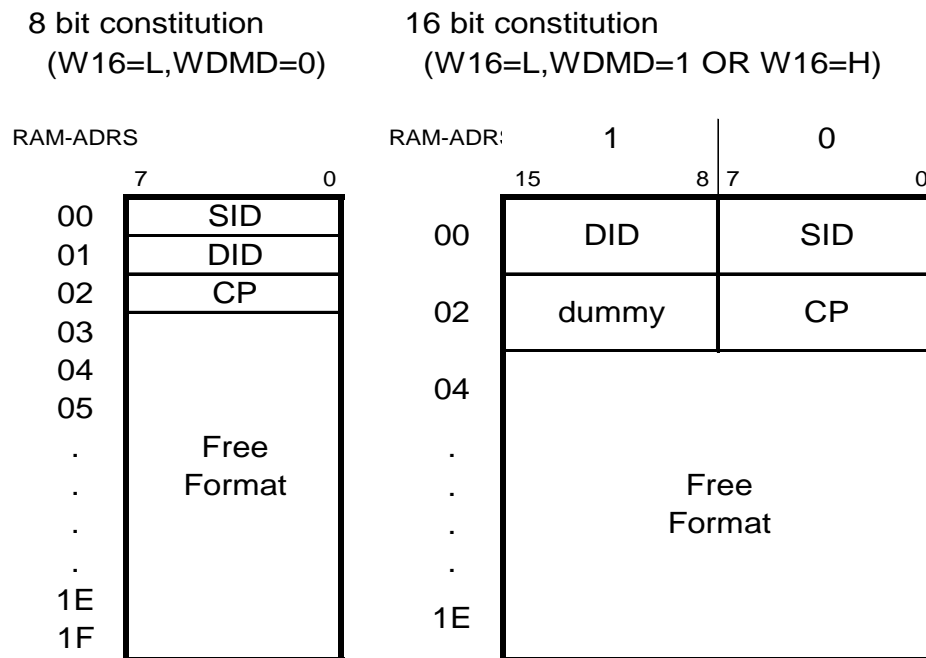 8 bit constitution
(W16=L,WDMD=0)
16 bit constitution
(W16=L,WDMD=1 OR W16=H)
RAM-ADRS
7 0
00 SID
01 DID
02 CP
03
04
05
. Free
. Format
.
.
1E
1F
RAM-ADRS 1 0
15 8 7 0
00 DID SID
02 dummy CP
04
.
. Free
. Format
.
1E